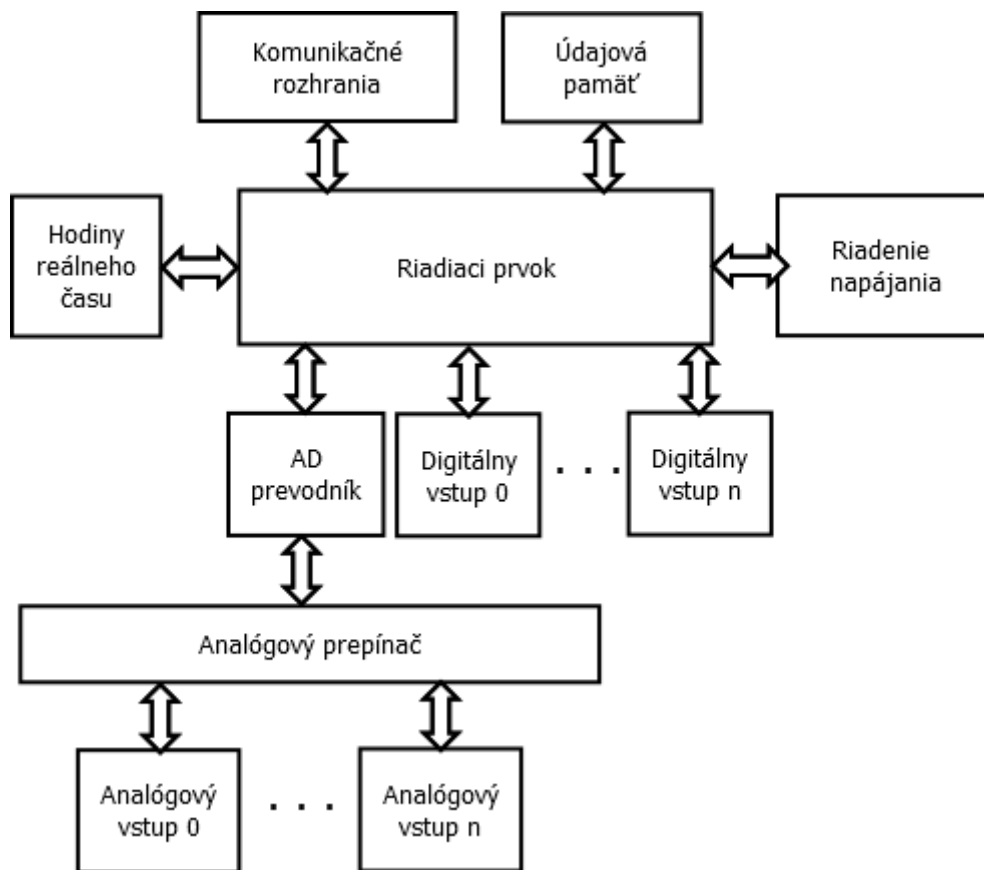 Komunikačné
rozhrania
Údajová
pamäť
Hodiny
reálneho
času
Riadiaci prvok
Riadenie
napájania
AD
prevodník
Digitálny
vstup 0
. . .
Digitálny
vstup n
Analógový prepínač
Analógový
vstup 0
. . .
Analógový
vstup n